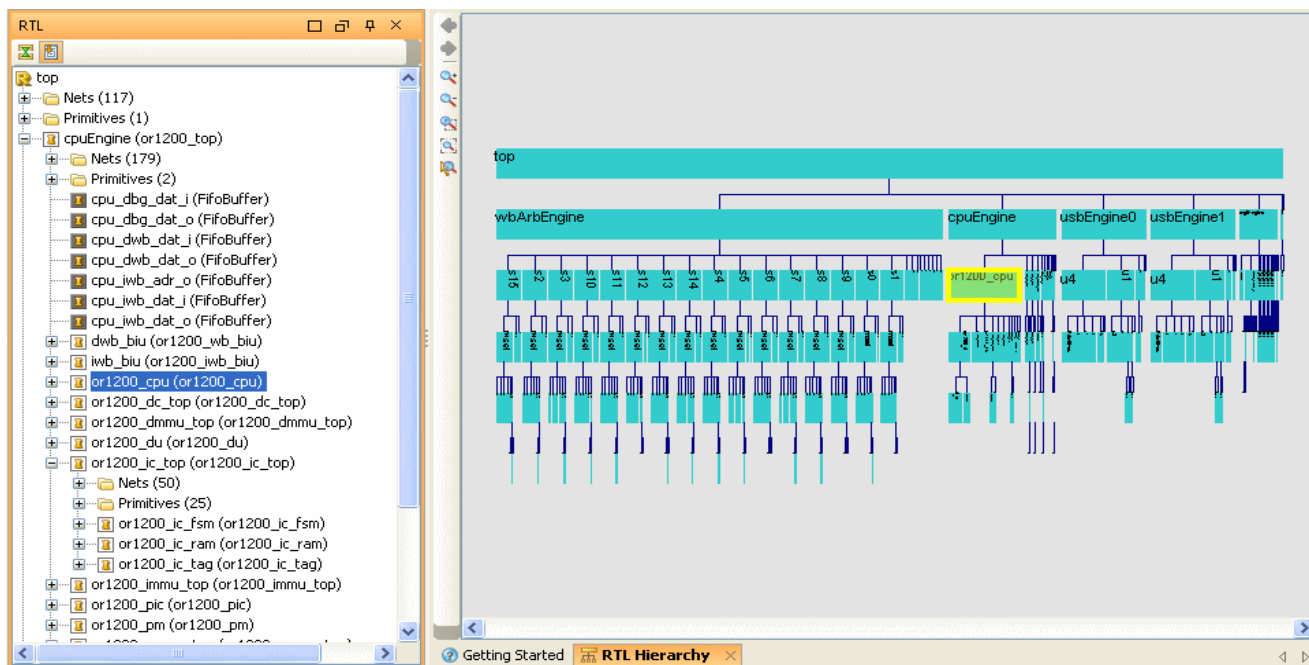 RTL
top
Nets (117)
Primitives (1)
cpuEngine (or1200_top)
Nets (179)
Primitives (2)
cpu_dbg_dat_i (FifoBuffer)
cpu_dbg_dat_o (FifoBuffer)
cpu_dwb_dat_i (FifoBuffer)
cpu_dwb_dat_o (FifoBuffer)
cpu_iwb_adr_o (FifoBuffer)
cpu_iwb_dat_i (FifoBuffer)
cpu_iwb_dat_o (FifoBuffer)
dwb_biu (or1200_wb_biu)
iwb_biu (or1200_iwb_biu)
or1200_cpu (or1200_cpu)
or1200_dc_top (or1200_dc_top)
or1200_dmmu_top (or1200_dmmu_top)
or1200_du (or1200_du)
or1200_ic_top (or1200_ic_top)
Nets (50)
Primitives (25)
or1200_ic_fsm (or1200_ic_fsm)
or1200_ic_ram (or1200_ic_ram)
or1200_ic_tag (or1200_ic_tag)
or1200_immu_top (or1200_immu_top)
or1200_pic (or1200_pic)
or1200_pm (or1200_pm)
top
wbArbEngine cpuEngine usbEngine0 usbEngine1
s15 s2 s3 s10 s11 s12 s13 s14 s4 s5 s6 s7 s8 s9 s0 s1 or1200_cpu u4 u1 u4 u1
Getting Started RTL Hierarchy